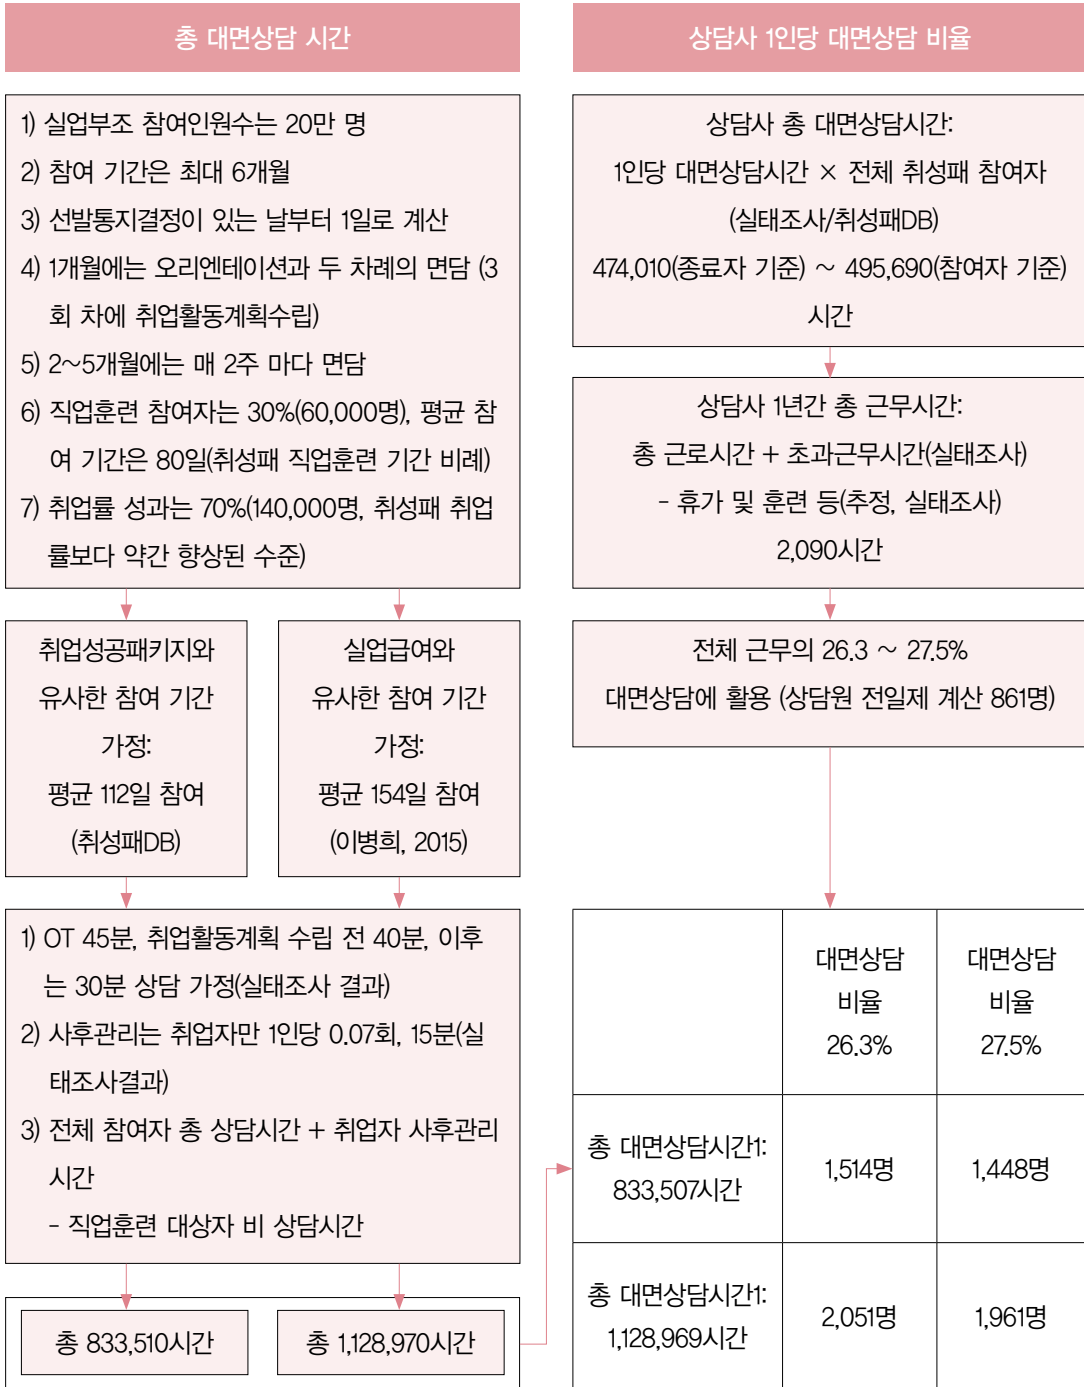 총 대면상담 시간
1) 실업부조 참여인원수는 20만 명
2) 참여 기간은 최대 6개월
3) 선발통지결정이 있는 날부터 1일로 계산
4) 1개월에는 오리엔테이션과 두 차례의 면담 (3
회 차에 취업활동계획수립)
5) 2~5개월에는 매 2주 마다 면담
6) 직업훈련 참여자는 30%(60,000명), 평균 참
여 기간은 80일(취성패 직업훈련 기간 비례)
7) 취업률 성과는 70%(140,000명, 취성패 취업
률보다 약간 향상된 수준)
취업성공패키지와
유사한 참여 기간
가정:
평균 112일 참여
(취성패DB)
실업급여와
유사한 참여 기간
가정:
평균 154일 참여
(이병희, 2015)
1) OT 45분, 취업활동계획 수립 전 40분, 이후
는 30분 상담 가정(실태조사 결과)
2) 사후관리는 취업자만 1인당 0.07회, 15분(실
태조사결과)
3) 전체 참여자 총 상담시간 + 취업자 사후관리
시간
- 직업훈련 대상자 비 상담시간
총 833,510시간
총 1,128,970시간
상담사 1인당 대면상담 비율
상담사 총 대면상담시간:
1인당 대면상담시간 × 전체 취성패 참여자
(실태조사/취성패DB)
474,010(종료자 기준) ~ 495,690(참여자 기준)
시간
상담사 1년간 총 근무시간:
총 근로시간 + 초과근무시간(실태조사)
- 휴가 및 훈련 등(추정, 실태조사)
2,090시간
전체 근무의 26.3 ~ 27.5%
대면상담에 활용 (상담원 전일제 계산 861명)
대면상담
비율
26.3%
대면상담
비율
27.5%
총 대면상담시간1:
833,507시간
1,514명
1,448명
총 대면상담시간1:
1,128,969시간
2,051명
1,961명